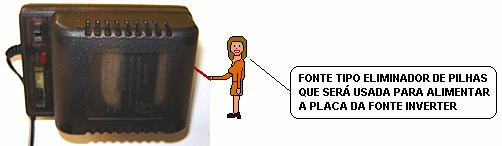 FONTE TIPO ELIMINADOR DE PILHAS
QUE SERÁ USADA PARA ALIMENTAR
A PLACA DA FONTE INVERTER